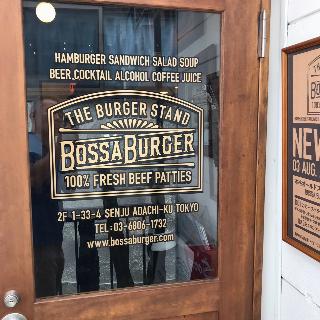 HAMBURGER SANDWICH SALAD SOUP
BEER,COCKTAIL ALCOHOL COFFEE JUICE
THE BURGER STAND
BOSSA BURGER
100% FRESH BEEF PATTIES
2F 1-33-4 SENJU ADACHI-KU TOKYO
TEL:03-6806-1732
www.bossaburger.com
NEW
03 AUG.